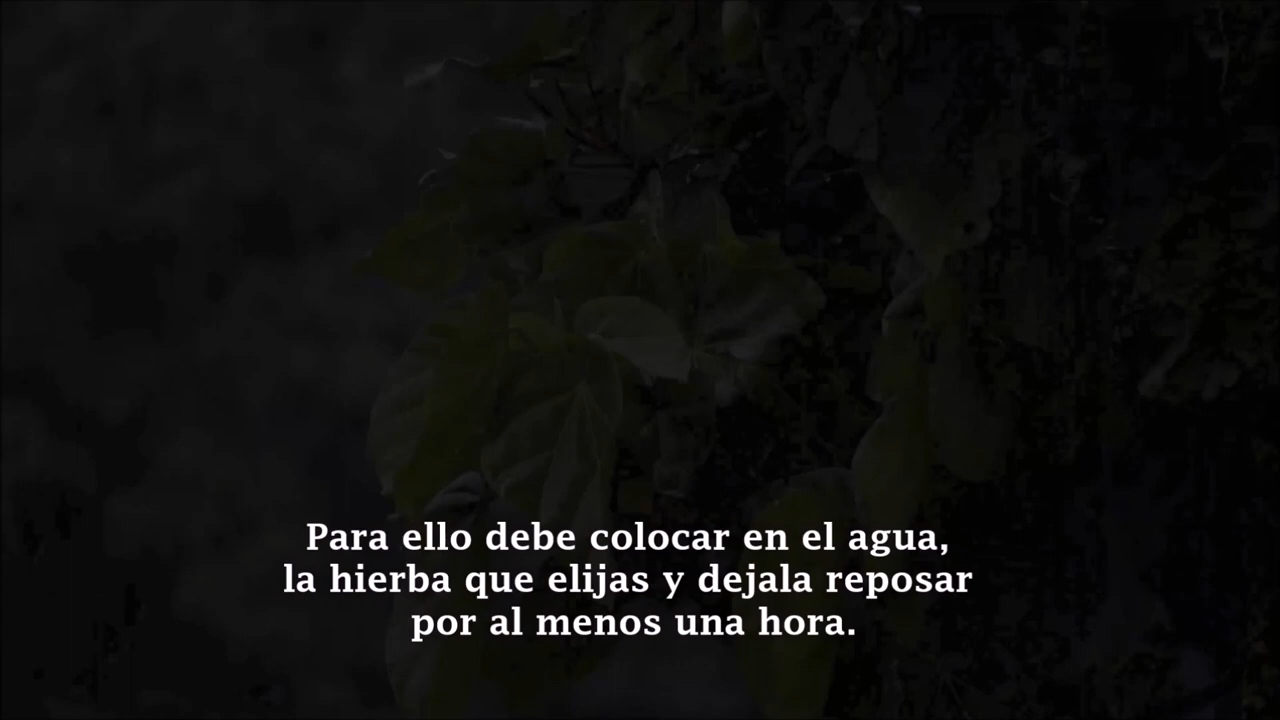 Para ello debe colocar en el agua,
la hierba que elijas y dejala reposar
por al menos una hora.